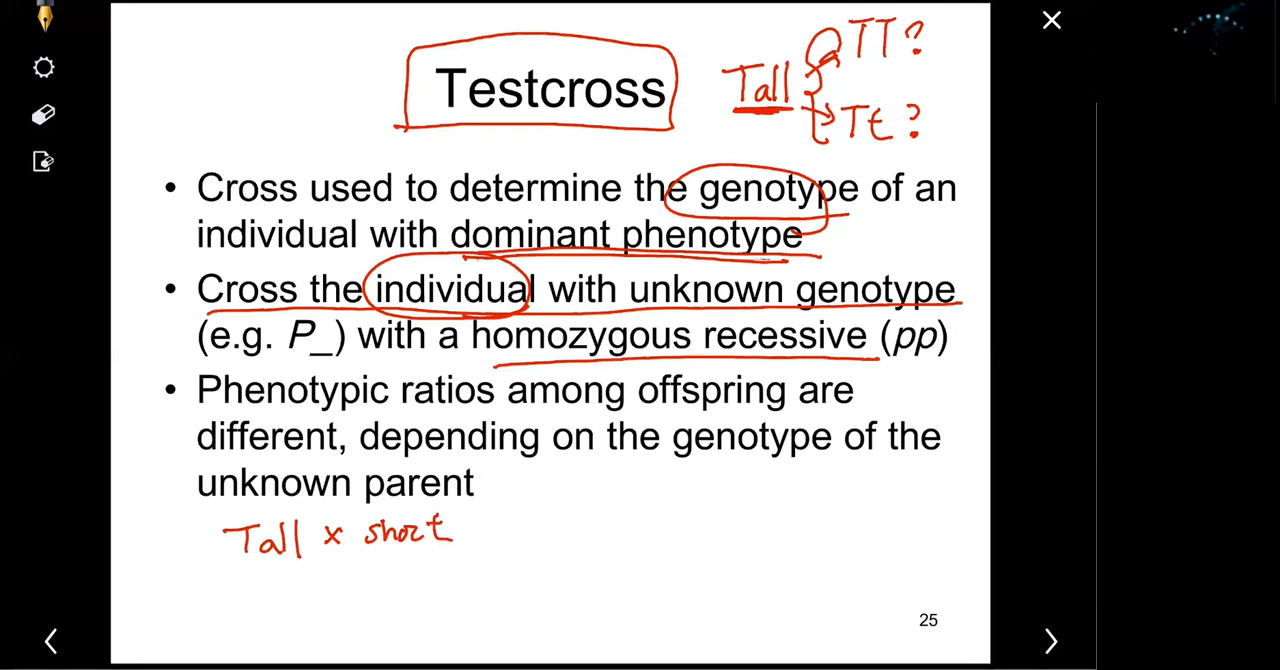 Testcross
Tall
TT?
Tt?
• Cross used to determine the genotype of an
individual with dominant phenotype
• Cross the individual with unknown genotype
(e.g. P_) with a homozygous recessive (pp)
• Phenotypic ratios among offspring are
different, depending on the genotype of the
unknown parent
Tall x short
25